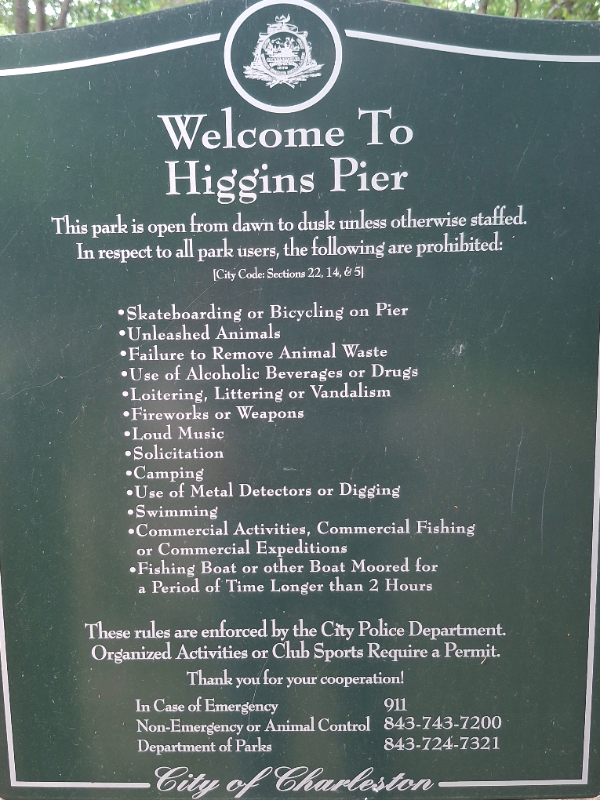 Welcome To
Higgins Pier
This park is open from dawn to dusk unless otherwise staffed.
In respect to all park users, the following are prohibited:
[City Code: Sections 22, 14, & 5]
•Skateboarding or Bicycling on Pier
•Unleashed Animals
•Failure to Remove Animal Waste
•Use of Alcoholic Beverages or Drugs
•Loitering, Littering or Vandalism
•Fireworks or Weapons
•Loud Music
•Solicitation
•Camping
•Use of Metal Detectors or Digging
•Swimming
•Commercial Activities, Commercial Fishing
or Commercial Expeditions
•Fishing Boat or other Boat Moored for
a Period of Time Longer than 2 Hours
These rules are enforced by the City Police Department.
Organized Activities or Club Sports Require a Permit.
Thank you for your cooperation!
In Case of Emergency 911
Non-Emergency or Animal Control 843-743-7200
Department of Parks 843-724-7321
City of Charleston